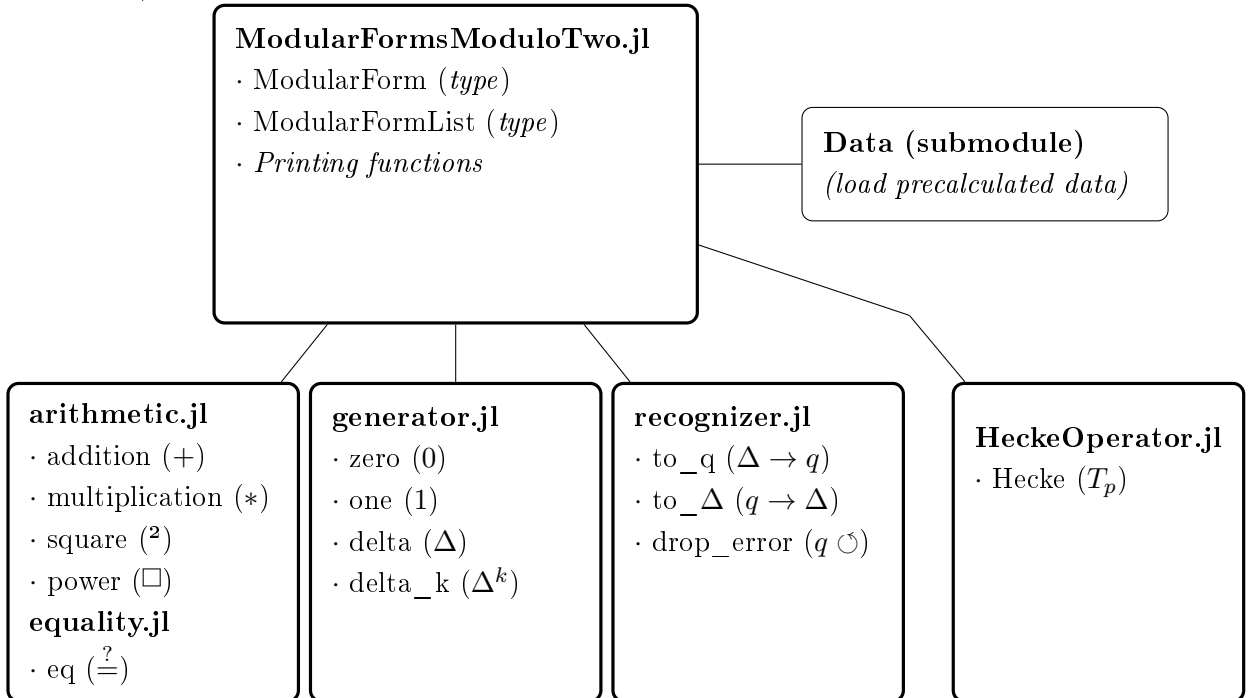 ModularFormsModuloTwo.jl
· ModularForm (type)
· ModularFormList (type)
· Printing functions
Data (submodule)
(load precalculated data)
arithmetic.jl
· addition (+)
· multiplication (∗)
· square (²)
· power (□)
equality.jl
· eq (≟)
generator.jl
· zero (0)
· one (1)
· delta (Δ)
· delta_k (Δᵏ)
recognizer.jl
· to_q (Δ → q)
· to_Δ (q → Δ)
· drop_error (q ↺)
HeckeOperator.jl
· Hecke (Tₚ)